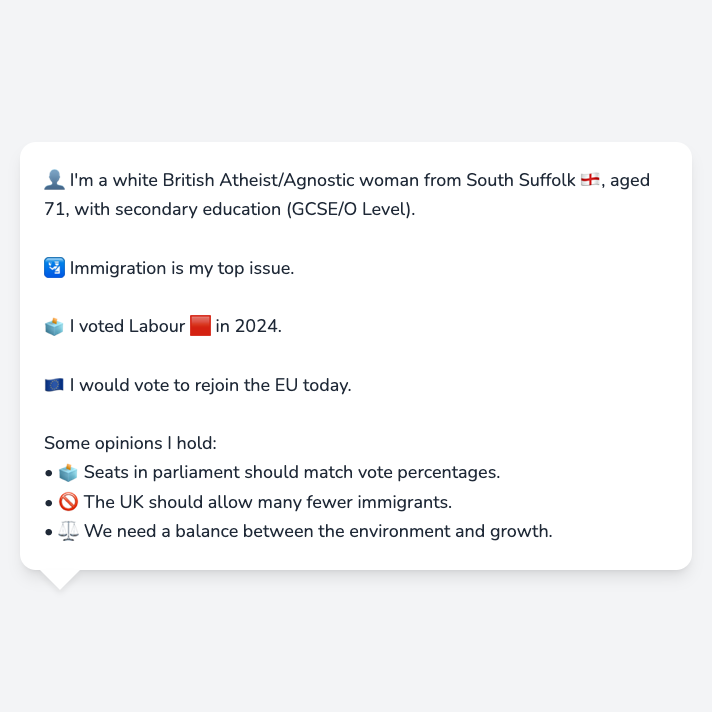 👤 I'm a white British Atheist/Agnostic woman from South Suffolk 🏴󠁧󠁢󠁥󠁮󠁧󠁿, aged
71, with secondary education (GCSE/O Level).
🛂 Immigration is my top issue.
🗳️ I voted Labour 🟥 in 2024.
🇪🇺 I would vote to rejoin the EU today.
Some opinions I hold:
• 🗳️ Seats in parliament should match vote percentages.
• 🚫 The UK should allow many fewer immigrants.
• ⚖️ We need a balance between the environment and growth.